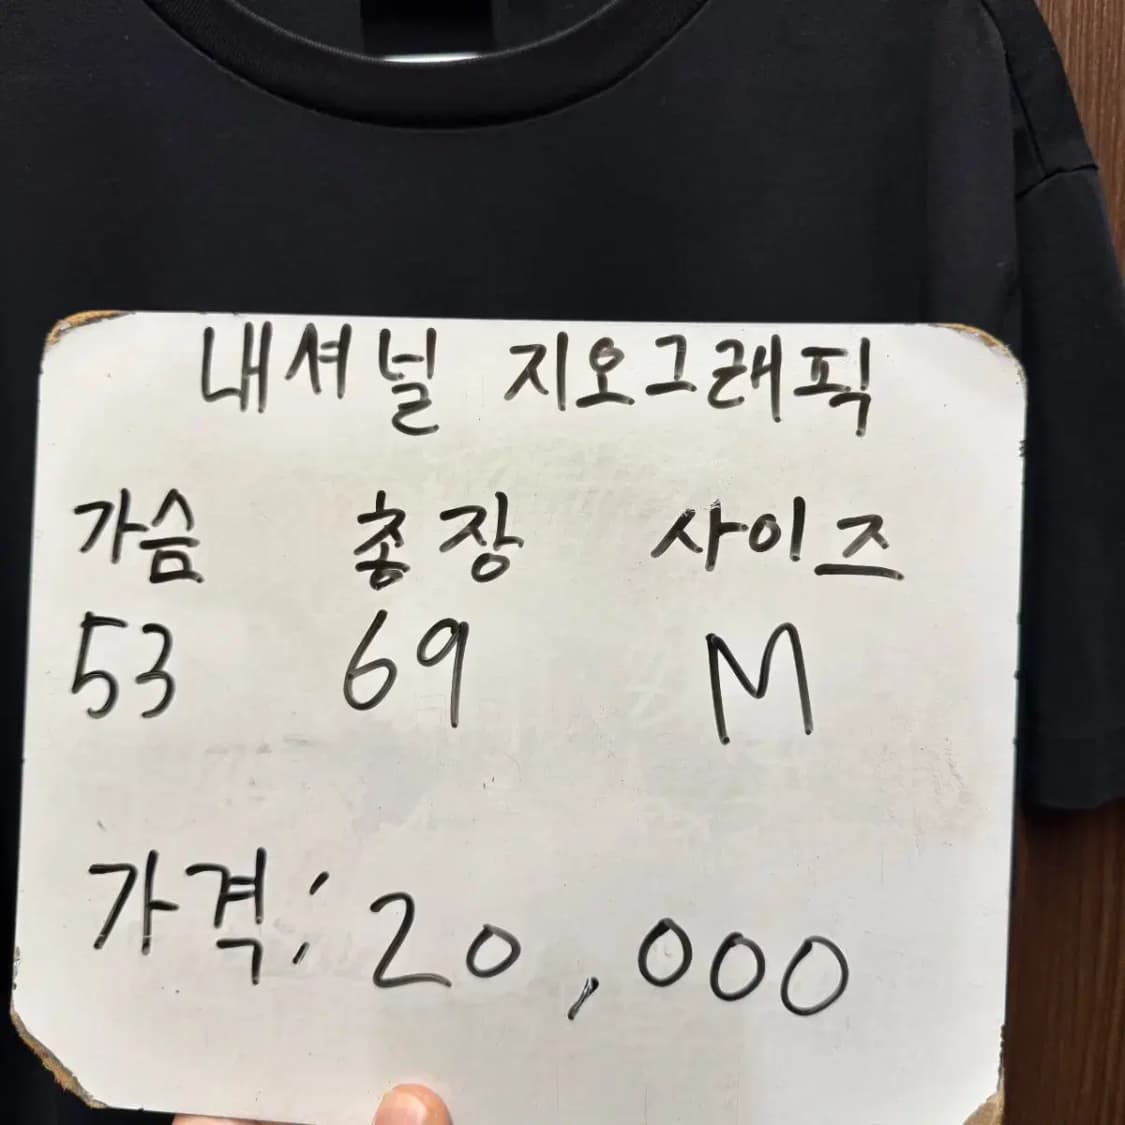 내셔널 지오그래픽
가슴 총장 사이즈
53 69 M
가격: 20,000